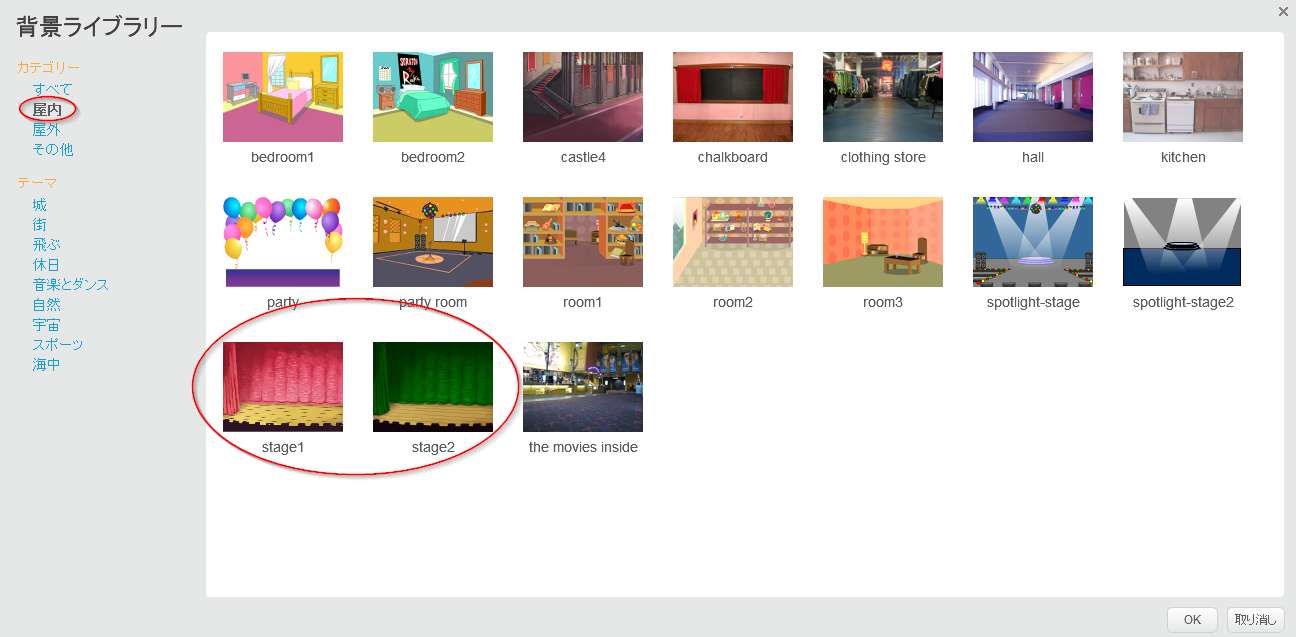 背景ライブラリー
×
カテゴリー
すべて
屋内
屋外
その他
テーマ
城
街
飛ぶ
休日
音楽とダンス
自然
宇宙
スポーツ
海中
bedroom1
bedroom2
castle4
chalkboard
clothing store
hall
kitchen
party
party room
room1
room2
room3
spotlight-stage
spotlight-stage2
stage1
stage2
the movies inside
OK
取り消し